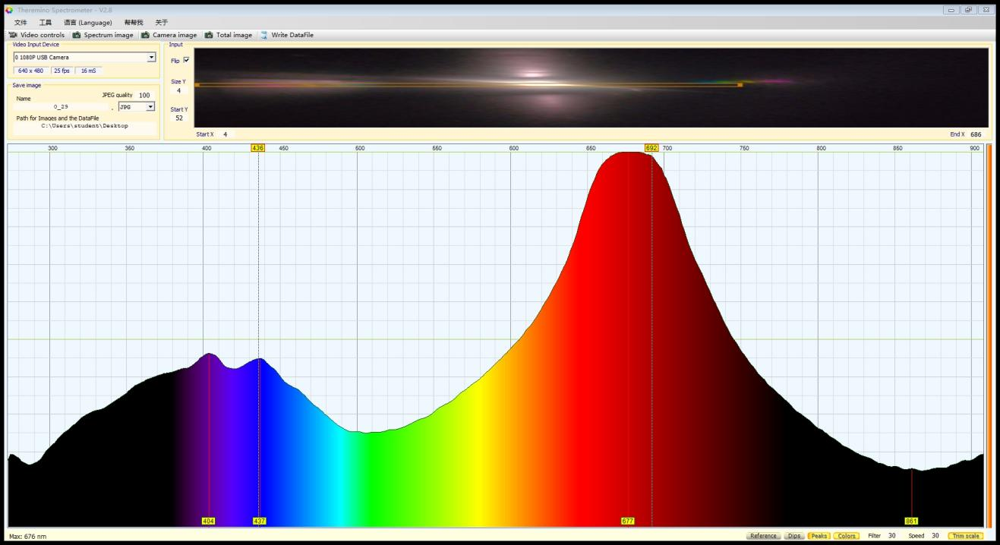 Theremino Spectrometer - V2.8
文件 工具 语言 (Language) 帮帮我 关于
Video controls Spectrum image Camera image Total image Write DataFile
Video Input Device
0 1080P USB Camera
640 x 480 25 fps 16 mS
Save image
Name JPEG quality 100
0_29 . JPG
Path for Images and the DataFile
C:\Users\student\Desktop
Input
Flip
Size Y
4
Start Y
52
Start X 4 End X 686
300 350 400 436 450 500 550 600 650 692 700 750 800 850 900
404 437 677 861
Max: 676 nm Reference Dips Peaks Colors Filter 30 Speed 30 Trim scale